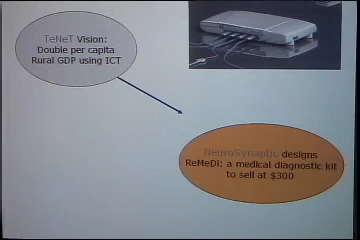 TeNeT Vision:
Double per capita
Rural GDP using ICT
NeuroSynaptic designs
ReMeDi: a medical diagnostic kit
to sell at $300